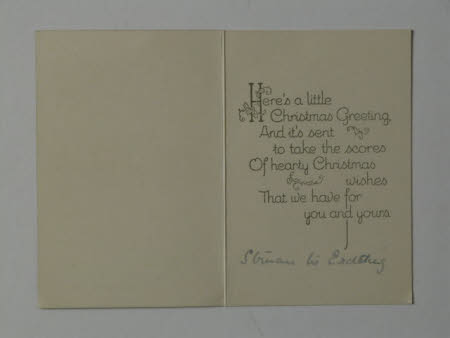 Here's a little
Christmas Greeting,
And it's sent
to take the scores
Of hearty Christmas
wishes
That we have for
you and yours